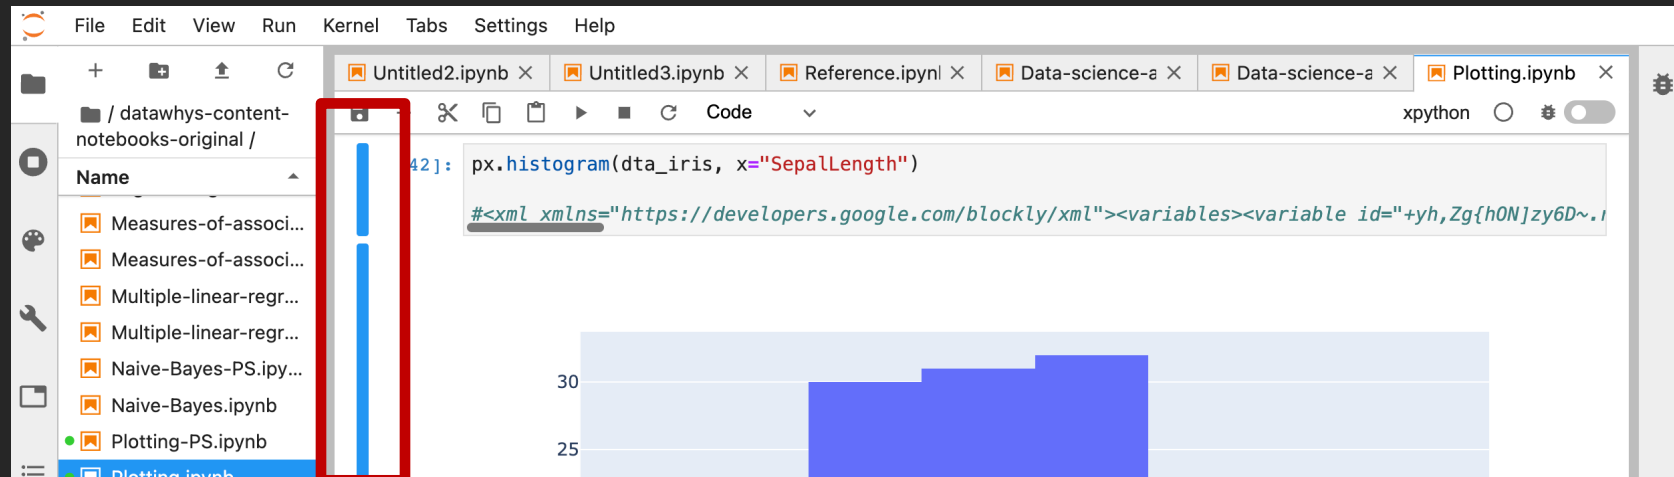 File Edit View Run Kernel Tabs Settings Help
Untitled2.ipynb Untitled3.ipynb Reference.ipynl Data-science-a Data-science-a Plotting.ipynb
/ datawhys-content-
notebooks-original /
Code xpython
Name
Measures-of-associ...
Measures-of-associ...
Multiple-linear-regr...
Multiple-linear-regr...
Naive-Bayes-PS.ipy...
Naive-Bayes.ipynb
Plotting-PS.ipynb
Plotting.ipynb
42]: px.histogram(dta_iris, x="SepalLength")
#<xml xmlns="https://developers.google.com/blockly/xml"><variables><variable id="+yh,Zg{hON]zy6D~.r
30
25